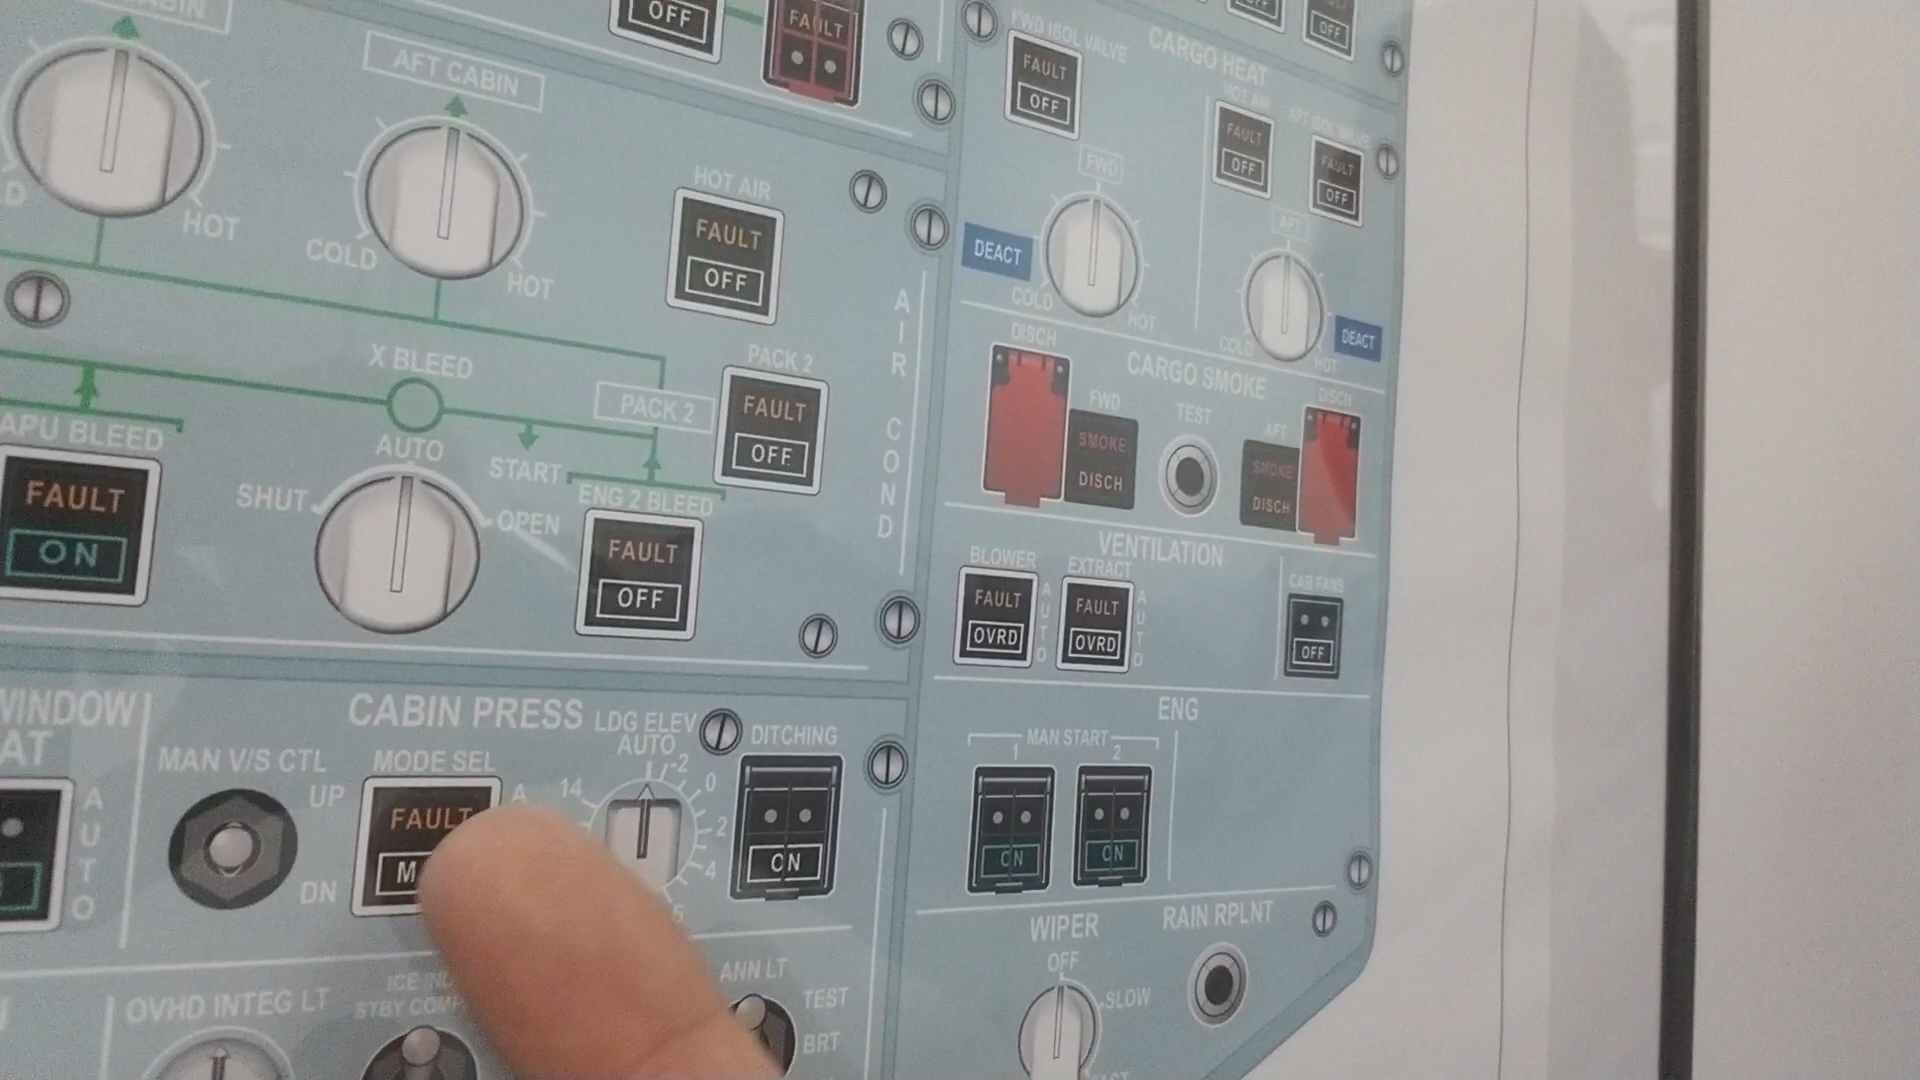 CABIN
AFT CABIN
HOT
COLD
HOT
OFF
FAULT
HOT AIR
FAULT
OFF
X BLEED
PACK 2
PACK 2
FAULT
OFF
APU BLEED
FAULT
ON
AUTO
SHUT
OPEN
START
ENG 2 BLEED
FAULT
OFF
AIR COND
WINDOW
AUTO
CABIN PRESS
MAN V/S CTL
UP
DN
MODE SEL
FAULT
LDG ELEV
AUTO
-2
0
2
4
14
DITCHING
ON
OVHD INTEG LT
STBY COMP
ANN LT
TEST
BRT
FWD ISOL VALVE
FAULT
OFF
CARGO HEAT
OFF
HOT AIR
FAULT
OFF
AFT ISOL VALVE
FAULT
OFF
FWD
DEACT
COLD
HOT
AFT
COLD
HOT
DEACT
CARGO SMOKE
DISCH
FWD
SMOKE
DISCH
TEST
AFT
SMOKE
DISCH
DISCH
VENTILATION
BLOWER
FAULT
OVRD
AUTO
EXTRACT
FAULT
OVRD
AUTO
CAB FANS
OFF
ENG
MAN START
1
2
ON
ON
WIPER
OFF
SLOW
RAIN RPLNT